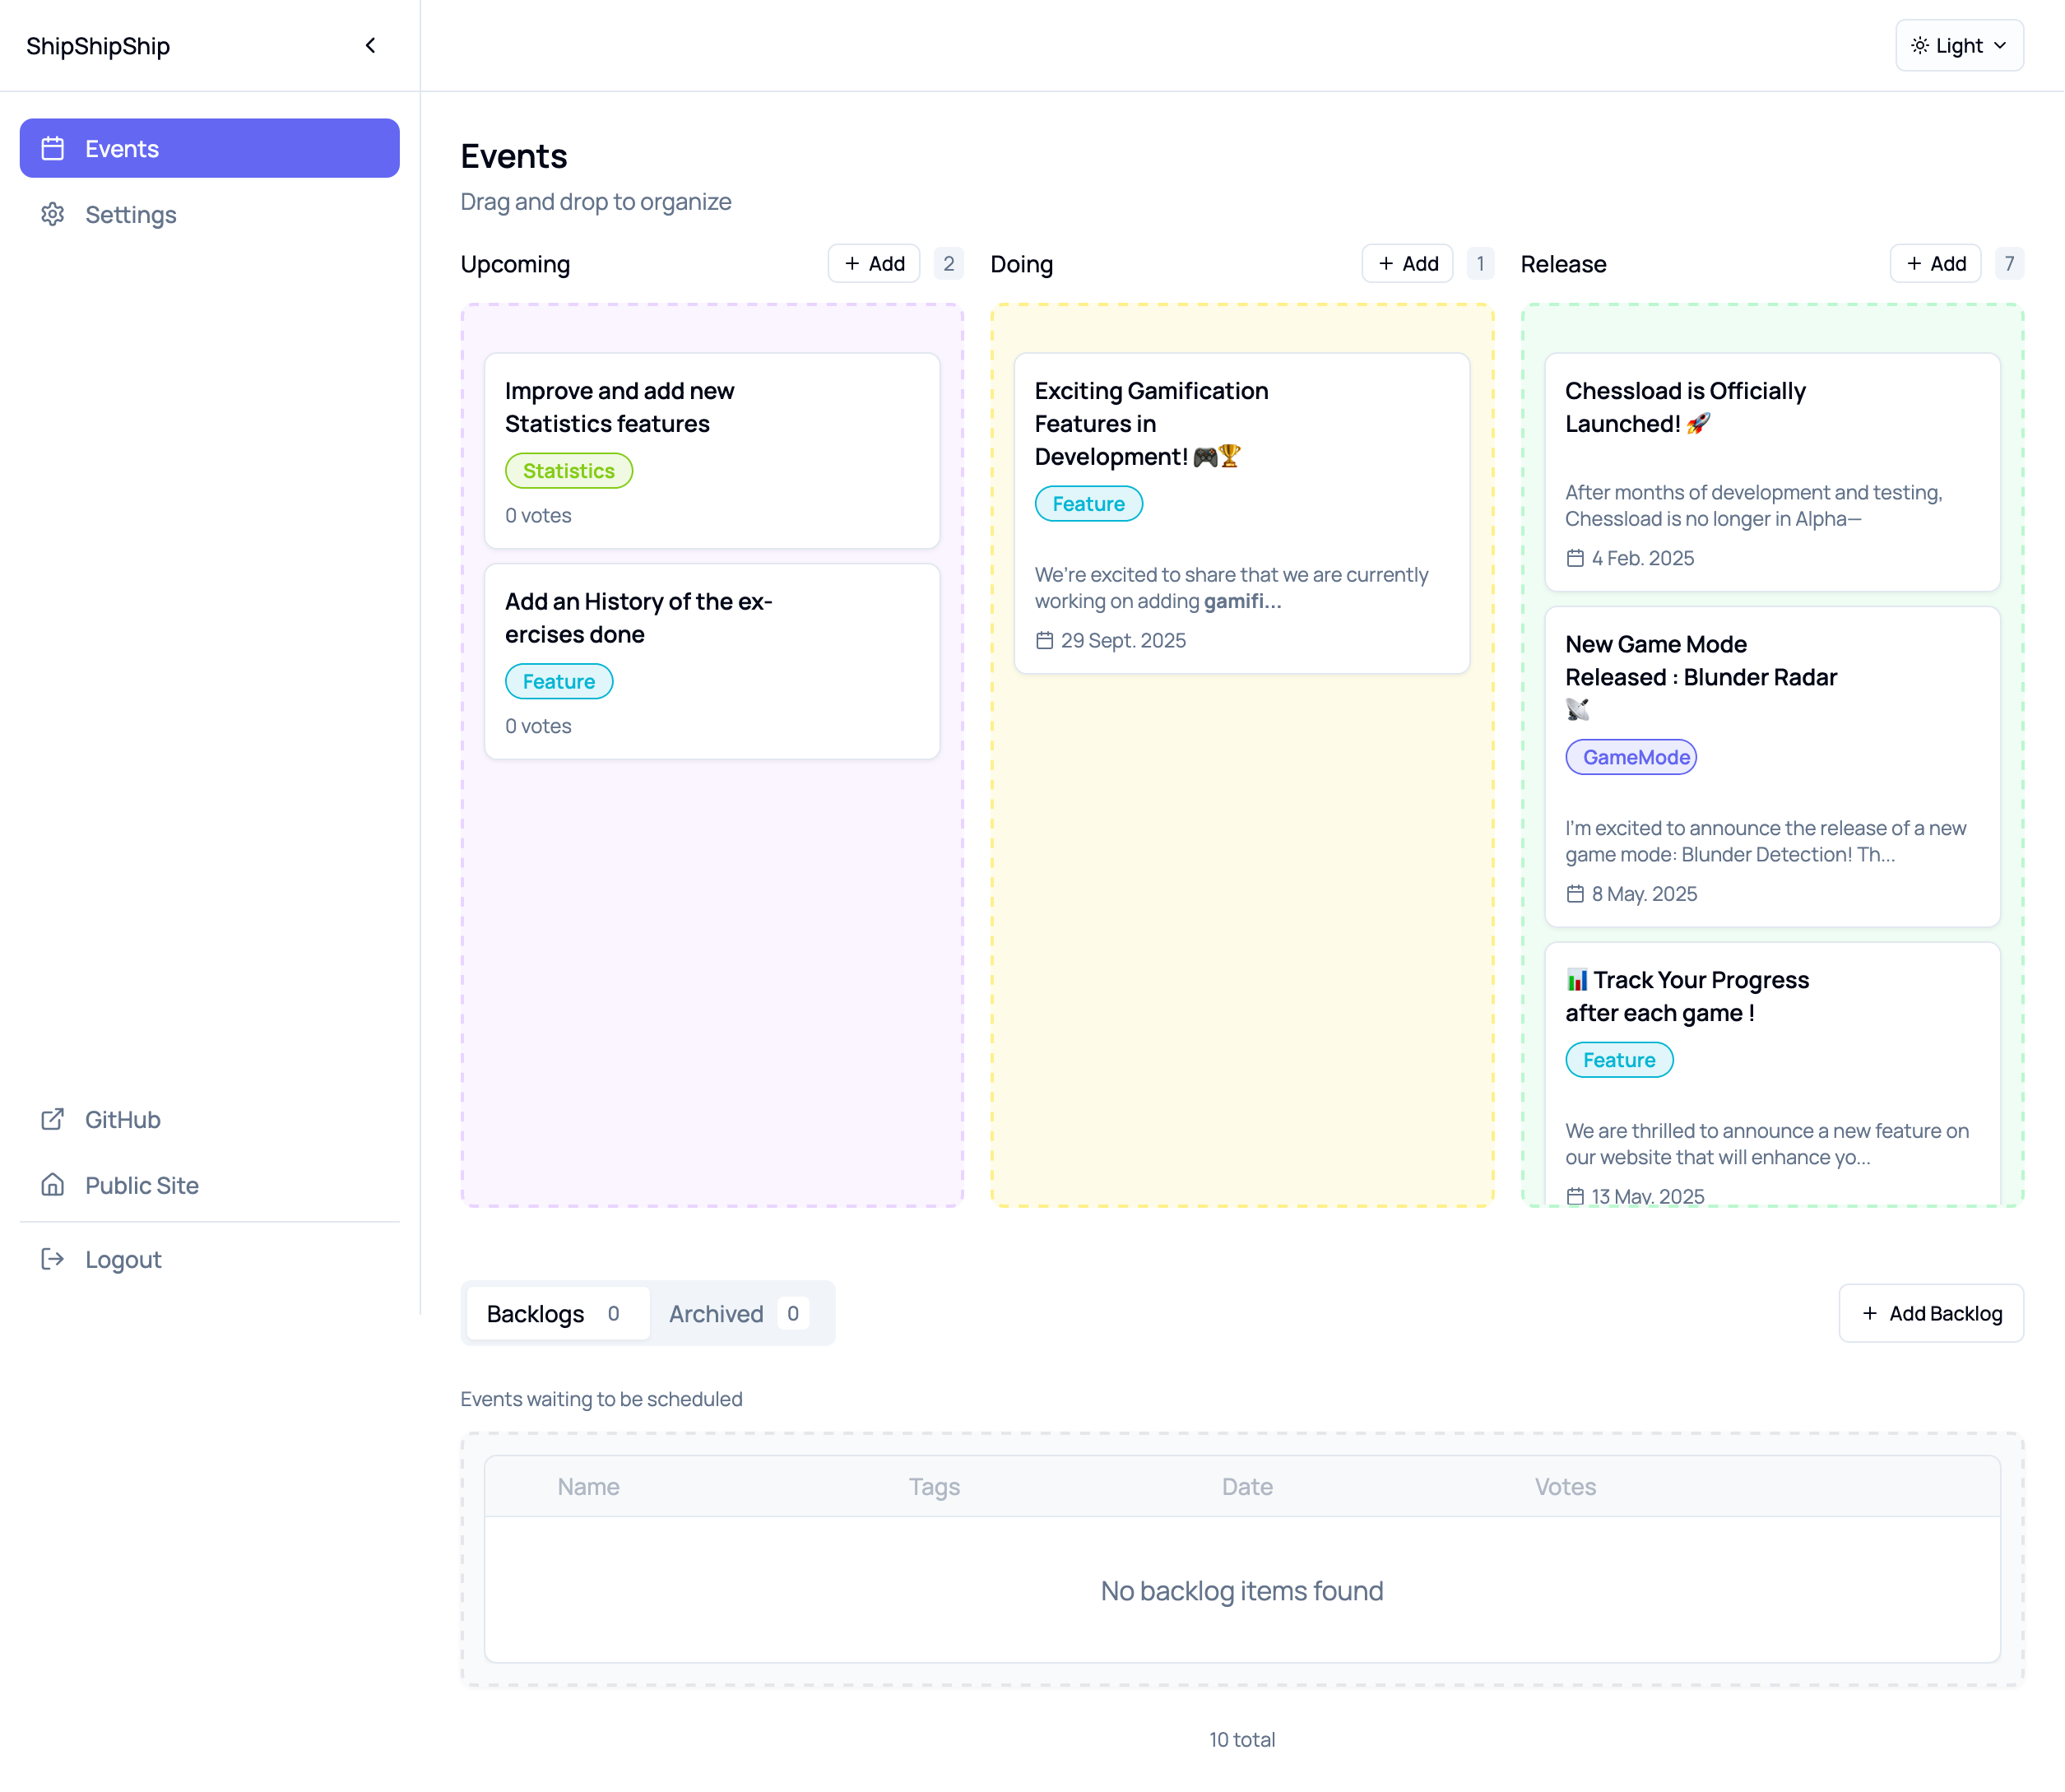 ShipShipShip
Light
Events
Settings
GitHub
Public Site
Logout
Events
Drag and drop to organize
Upcoming
Add
2
Improve and add new
Statistics features
Statistics
0 votes
Add an History of the ex-
ercises done
Feature
0 votes
Doing
Add
1
Exciting Gamification
Features in
Development! 🎮🏆
Feature
We're excited to share that we are currently
working on adding gamifi...
29 Sept. 2025
Release
Add
7
Chessload is Officially
Launched! 🚀
After months of development and testing,
Chessload is no longer in Alpha—
4 Feb. 2025
New Game Mode
Released : Blunder Radar
📡
GameMode
I'm excited to announce the release of a new
game mode: Blunder Detection! Th...
8 May. 2025
📊 Track Your Progress
after each game !
Feature
We are thrilled to announce a new feature on
our website that will enhance yo...
13 May. 2025
Backlogs 0
Archived 0
Add Backlog
Events waiting to be scheduled
Name Tags Date Votes
No backlog items found
10 total